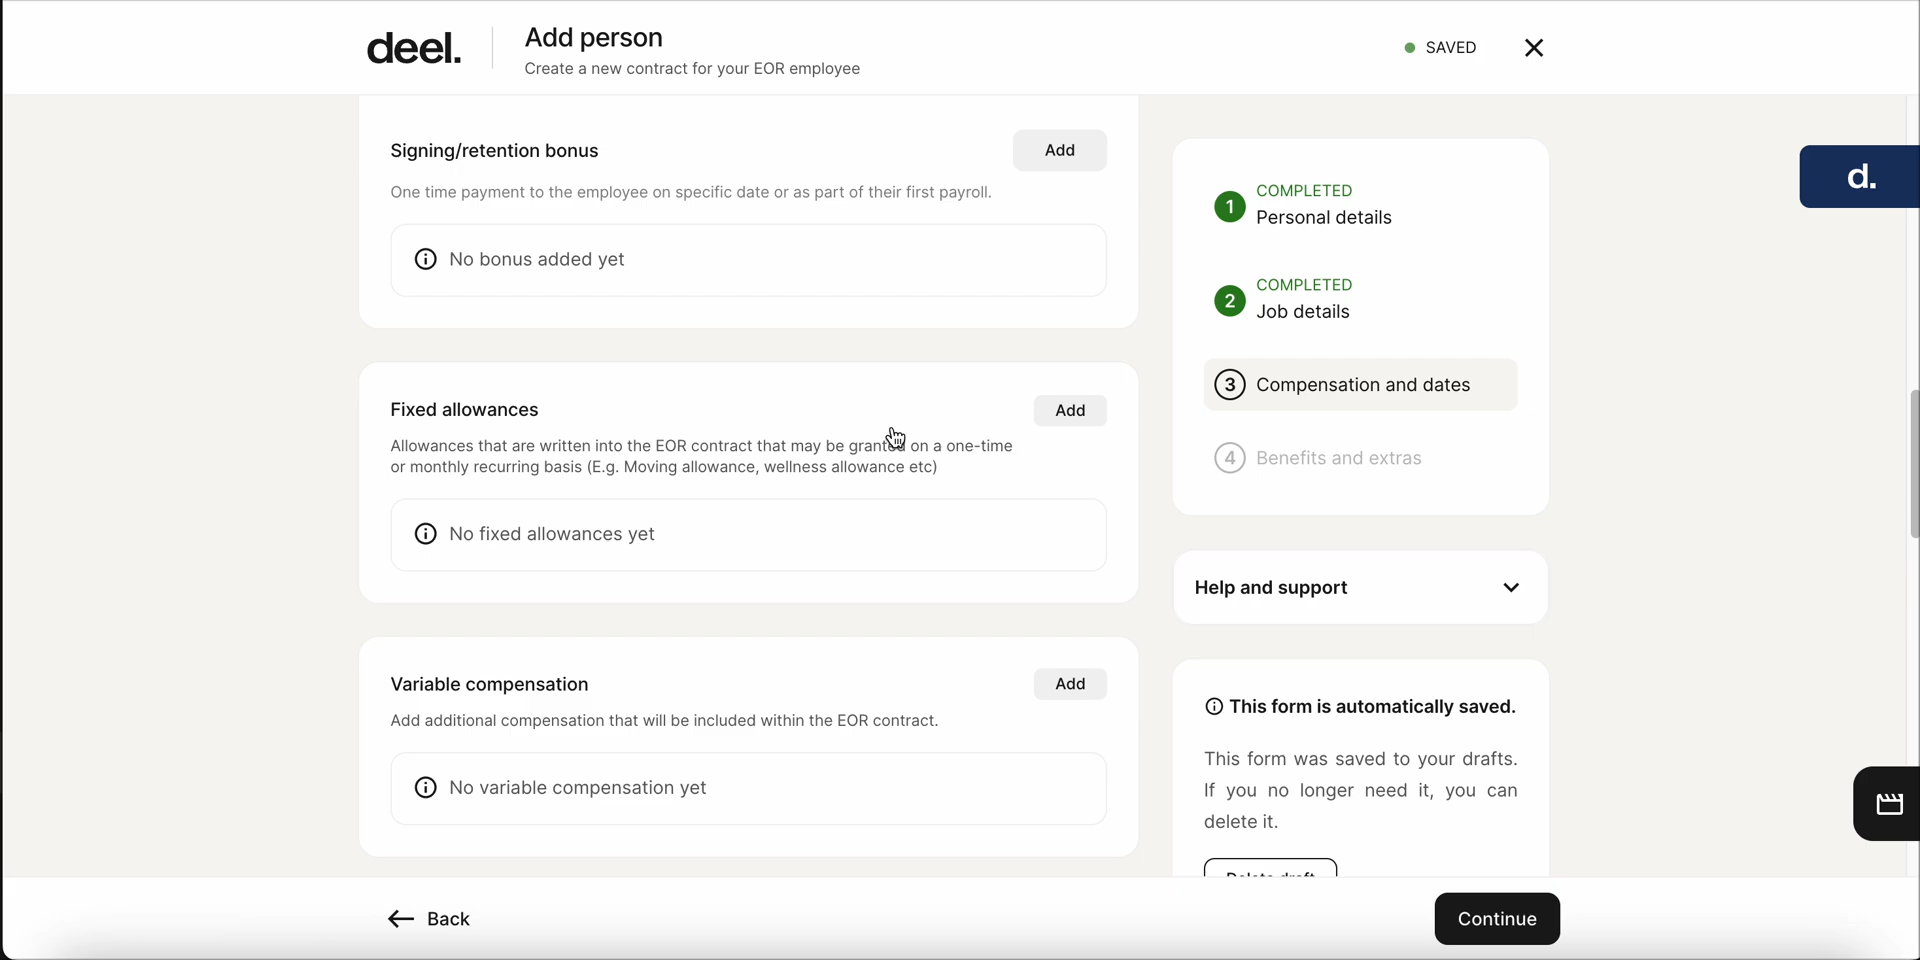 deel.
Add person
Create a new contract for your EOR employee
SAVED
Signing/retention bonus
Add
One time payment to the employee on specific date or as part of their first payroll.
No bonus added yet
Fixed allowances
Add
Allowances that are written into the EOR contract that may be granted on a one-time
or monthly recurring basis (E.g. Moving allowance, wellness allowance etc)
No fixed allowances yet
Variable compensation
Add
Add additional compensation that will be included within the EOR contract.
No variable compensation yet
1
COMPLETED
Personal details
2
COMPLETED
Job details
3 Compensation and dates
4 Benefits and extras
Help and support
This form is automatically saved.
This form was saved to your drafts.
If you no longer need it, you can
delete it.
Delete draft
d.
Back
Continue